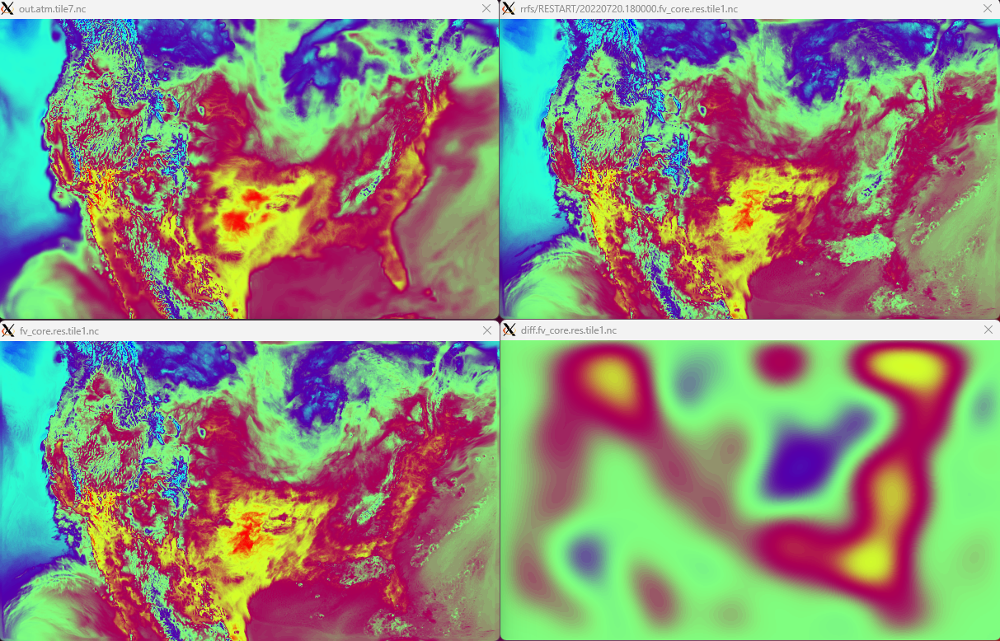 out.atm.tile7.nc
rrfs/RESTART/20220720.180000.fv_core.res.tile1.nc
fv_core.res.tile1.nc
diff.fv_core.res.tile1.nc